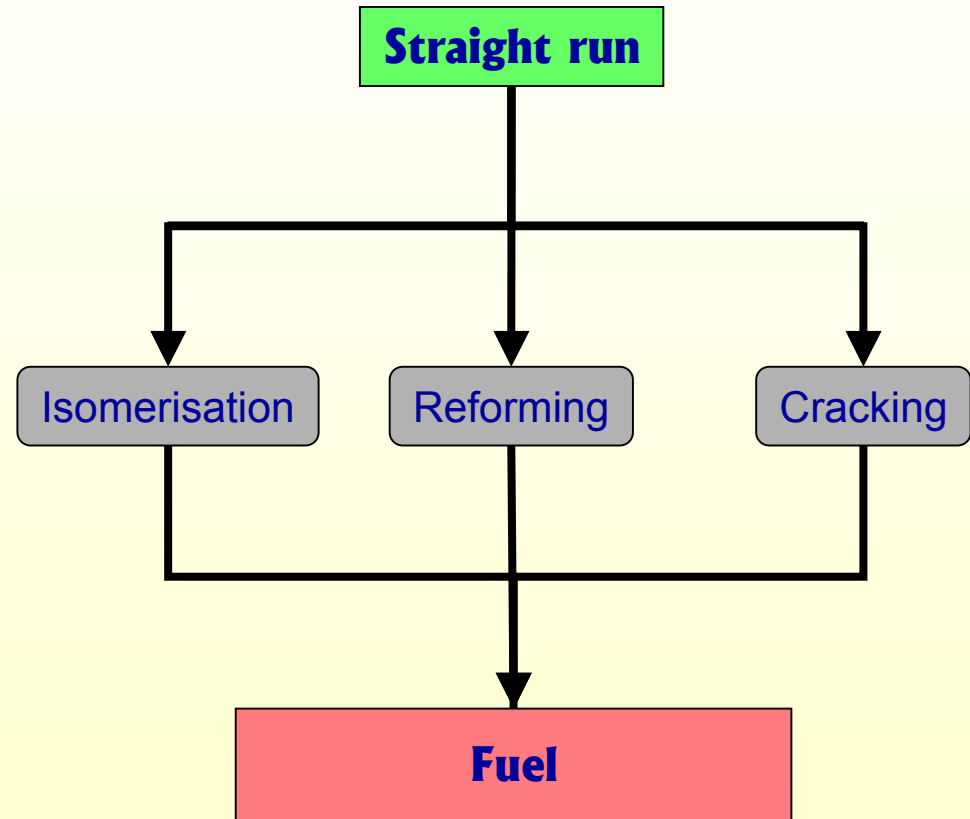 Straight run
Isomerisation
Reforming
Cracking
Fuel